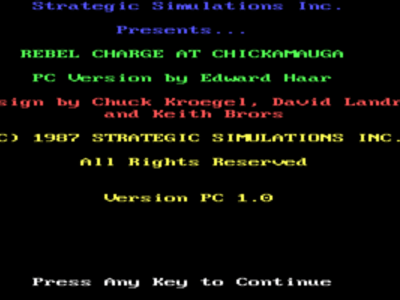 Strategic Simulations Inc.
Presents...
REBEL CHARGE AT CHICKAMAUGA
PC Version by Edward Haar
sign by Chuck Kroegel, David Landr
and Keith Brors
C) 1987 STRATEGIC SIMULATIONS INC.
All Rights Reserved
Version PC 1.0
Press Any Key to Continue